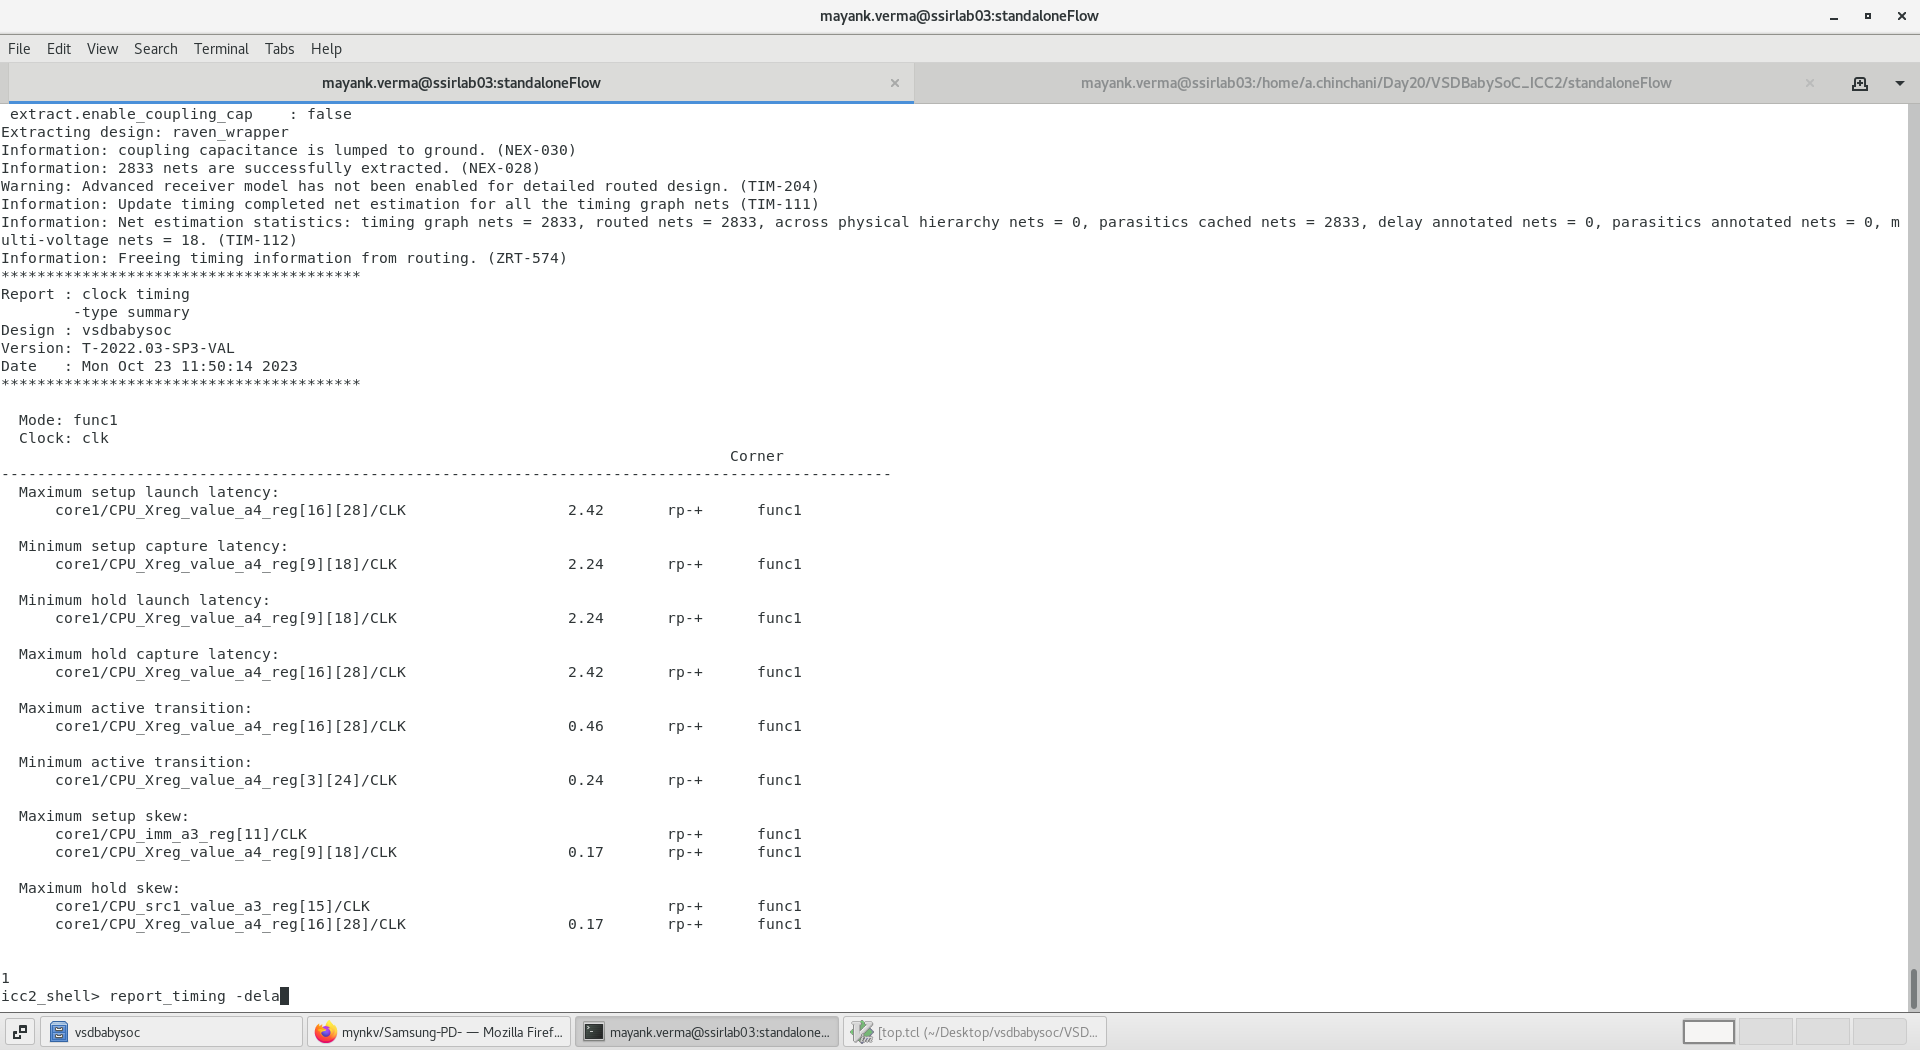 mayank.verma@ssirlab03:standaloneFlow
File Edit View Search Terminal Tabs Help
mayank.verma@ssirlab03:standaloneFlow
mayank.verma@ssirlab03:/home/a.chinchani/Day20/VSDBabySoC_ICC2/standaloneFlow
 extract.enable_coupling_cap    : false
Extracting design: raven_wrapper
Information: coupling capacitance is lumped to ground. (NEX-030)
Information: 2833 nets are successfully extracted. (NEX-028)
Warning: Advanced receiver model has not been enabled for detailed routed design. (TIM-204)
Information: Update timing completed net estimation for all the timing graph nets (TIM-111)
Information: Net estimation statistics: timing graph nets = 2833, routed nets = 2833, across physical hierarchy nets = 0, parasitics cached nets = 2833, delay annotated nets = 0, parasitics annotated nets = 0, m
ulti-voltage nets = 18. (TIM-112)
Information: Freeing timing information from routing. (ZRT-574)
****************************************
Report : clock timing
        -type summary
Design : vsdbabysoc
Version: T-2022.03-SP3-VAL
Date   : Mon Oct 23 11:50:14 2023
****************************************
  Mode: func1
  Clock: clk
                                                                                 Corner
---------------------------------------------------------------------------------------------------
  Maximum setup launch latency:
      core1/CPU_Xreg_value_a4_reg[16][28]/CLK                  2.42       rp-+      func1
  Minimum setup capture latency:
      core1/CPU_Xreg_value_a4_reg[9][18]/CLK                   2.24       rp-+      func1
  Minimum hold launch latency:
      core1/CPU_Xreg_value_a4_reg[9][18]/CLK                   2.24       rp-+      func1
  Maximum hold capture latency:
      core1/CPU_Xreg_value_a4_reg[16][28]/CLK                  2.42       rp-+      func1
  Maximum active transition:
      core1/CPU_Xreg_value_a4_reg[16][28]/CLK                  0.46       rp-+      func1
  Minimum active transition:
      core1/CPU_Xreg_value_a4_reg[3][24]/CLK                   0.24       rp-+      func1
  Maximum setup skew:
      core1/CPU_imm_a3_reg[11]/CLK                                        rp-+      func1
      core1/CPU_Xreg_value_a4_reg[9][18]/CLK                   0.17       rp-+      func1
  Maximum hold skew:
      core1/CPU_src1_value_a3_reg[15]/CLK                                 rp-+      func1
      core1/CPU_Xreg_value_a4_reg[16][28]/CLK                  0.17       rp-+      func1
1
icc2_shell> report_timing -dela
vsdbabysoc
mynkv/Samsung-PD- — Mozilla Firef...
mayank.verma@ssirlab03:standalone...
[top.tcl (~/Desktop/vsdbabysoc/VSD...